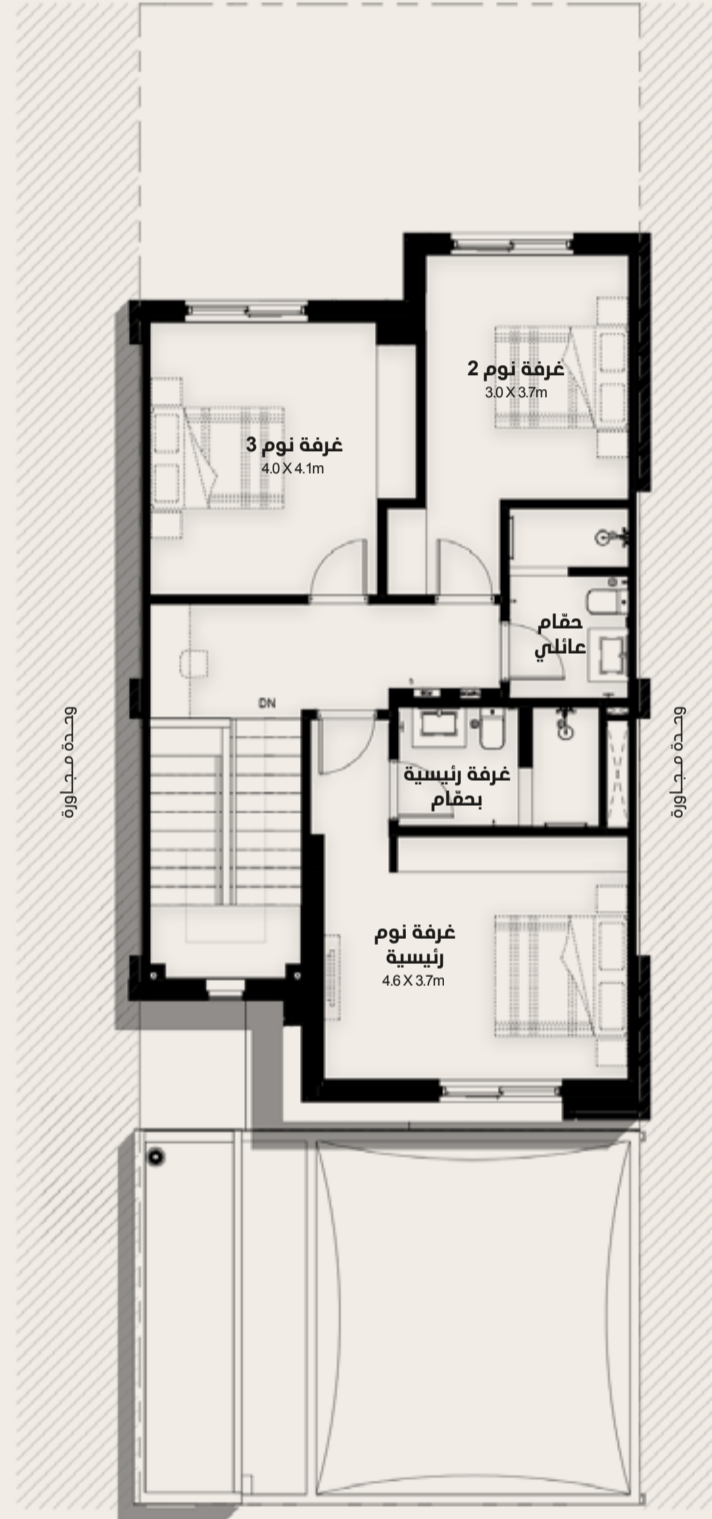 غرفة نوم 2
3.0 X 3.7m
غرفة نوم 3
4.0 X 4.1m
حمّام
عائلي
DN
وحدة مجاورة
وحدة مجاورة
غرفة رئيسية
بحمّام
غرفة نوم
رئيسية
4.6 X 3.7m